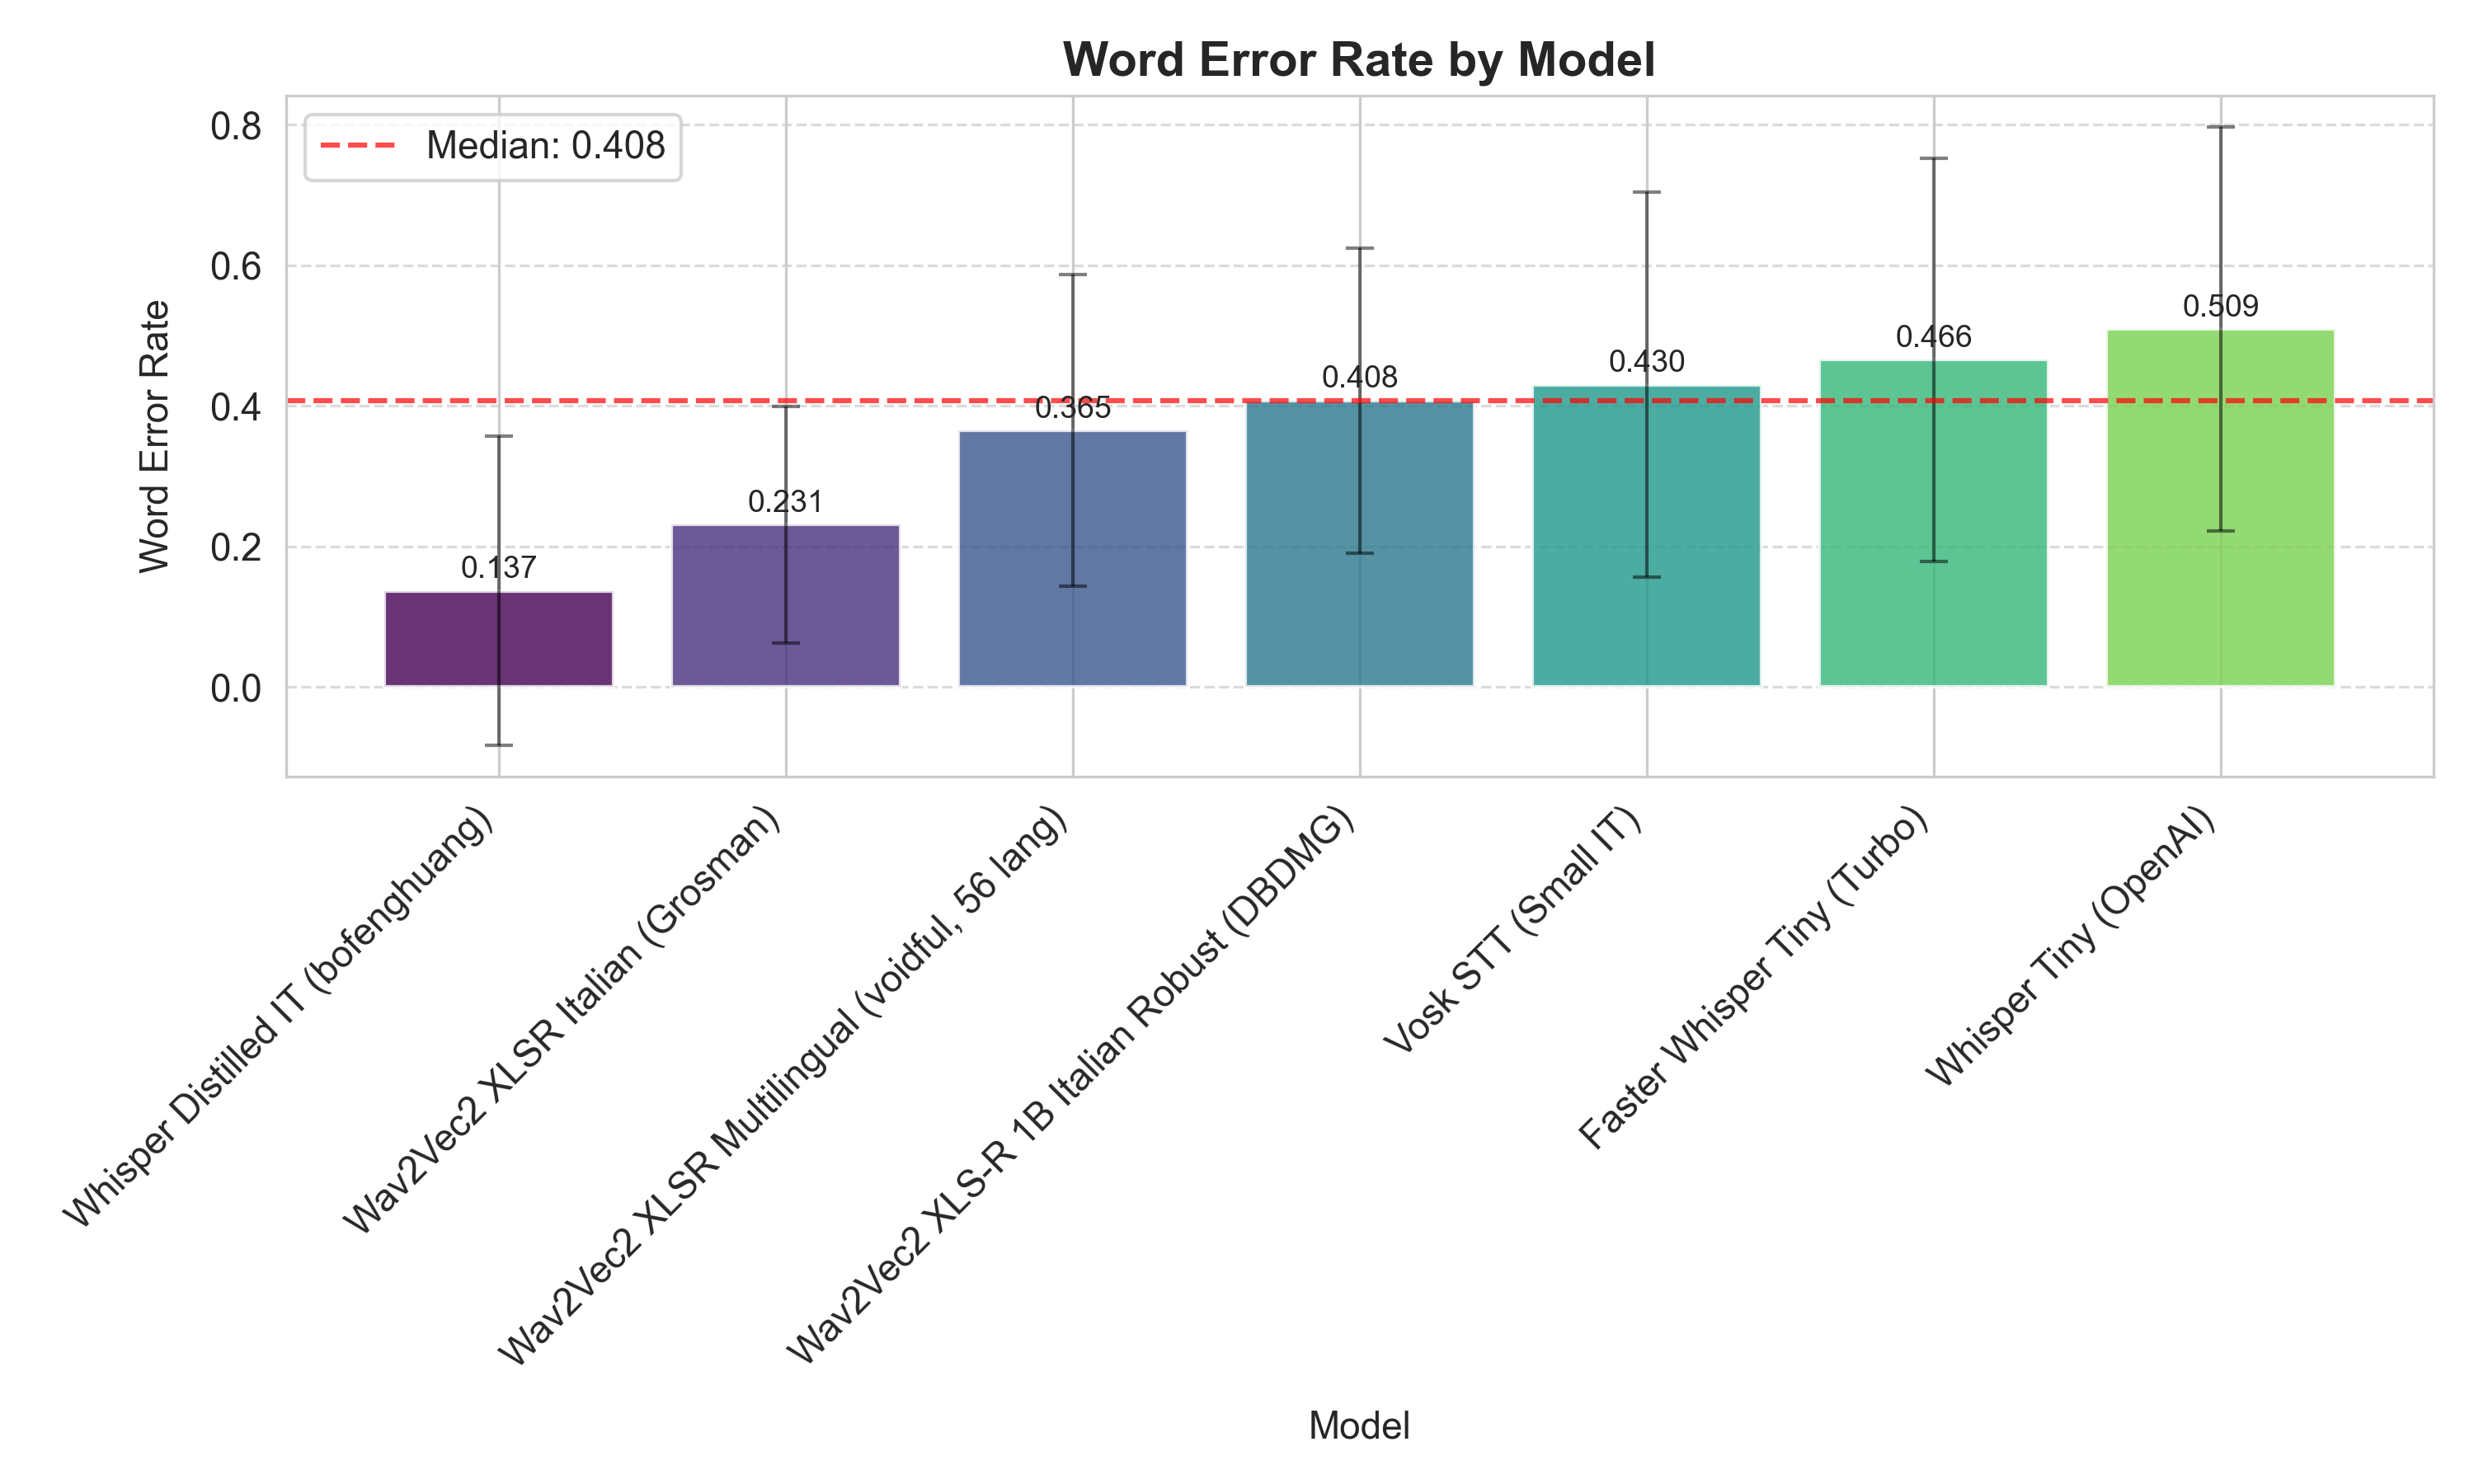 Word Error Rate by Model
Median: 0.408
Word Error Rate
0.8
0.6
0.4
0.2
0.0
0.137
0.231
0.365
0.408
0.430
0.466
0.509
Whisper Distilled IT (bofenghuang)
Wav2Vec2 XLSR Italian (Grosman)
Wav2Vec2 XLSR Multilingual (voidful, 56 lang)
Wav2Vec2 XLS-R 1B Italian Robust (DBDMG)
Vosk STT (Small IT)
Faster Whisper Tiny (Turbo)
Whisper Tiny (OpenAI)
Model